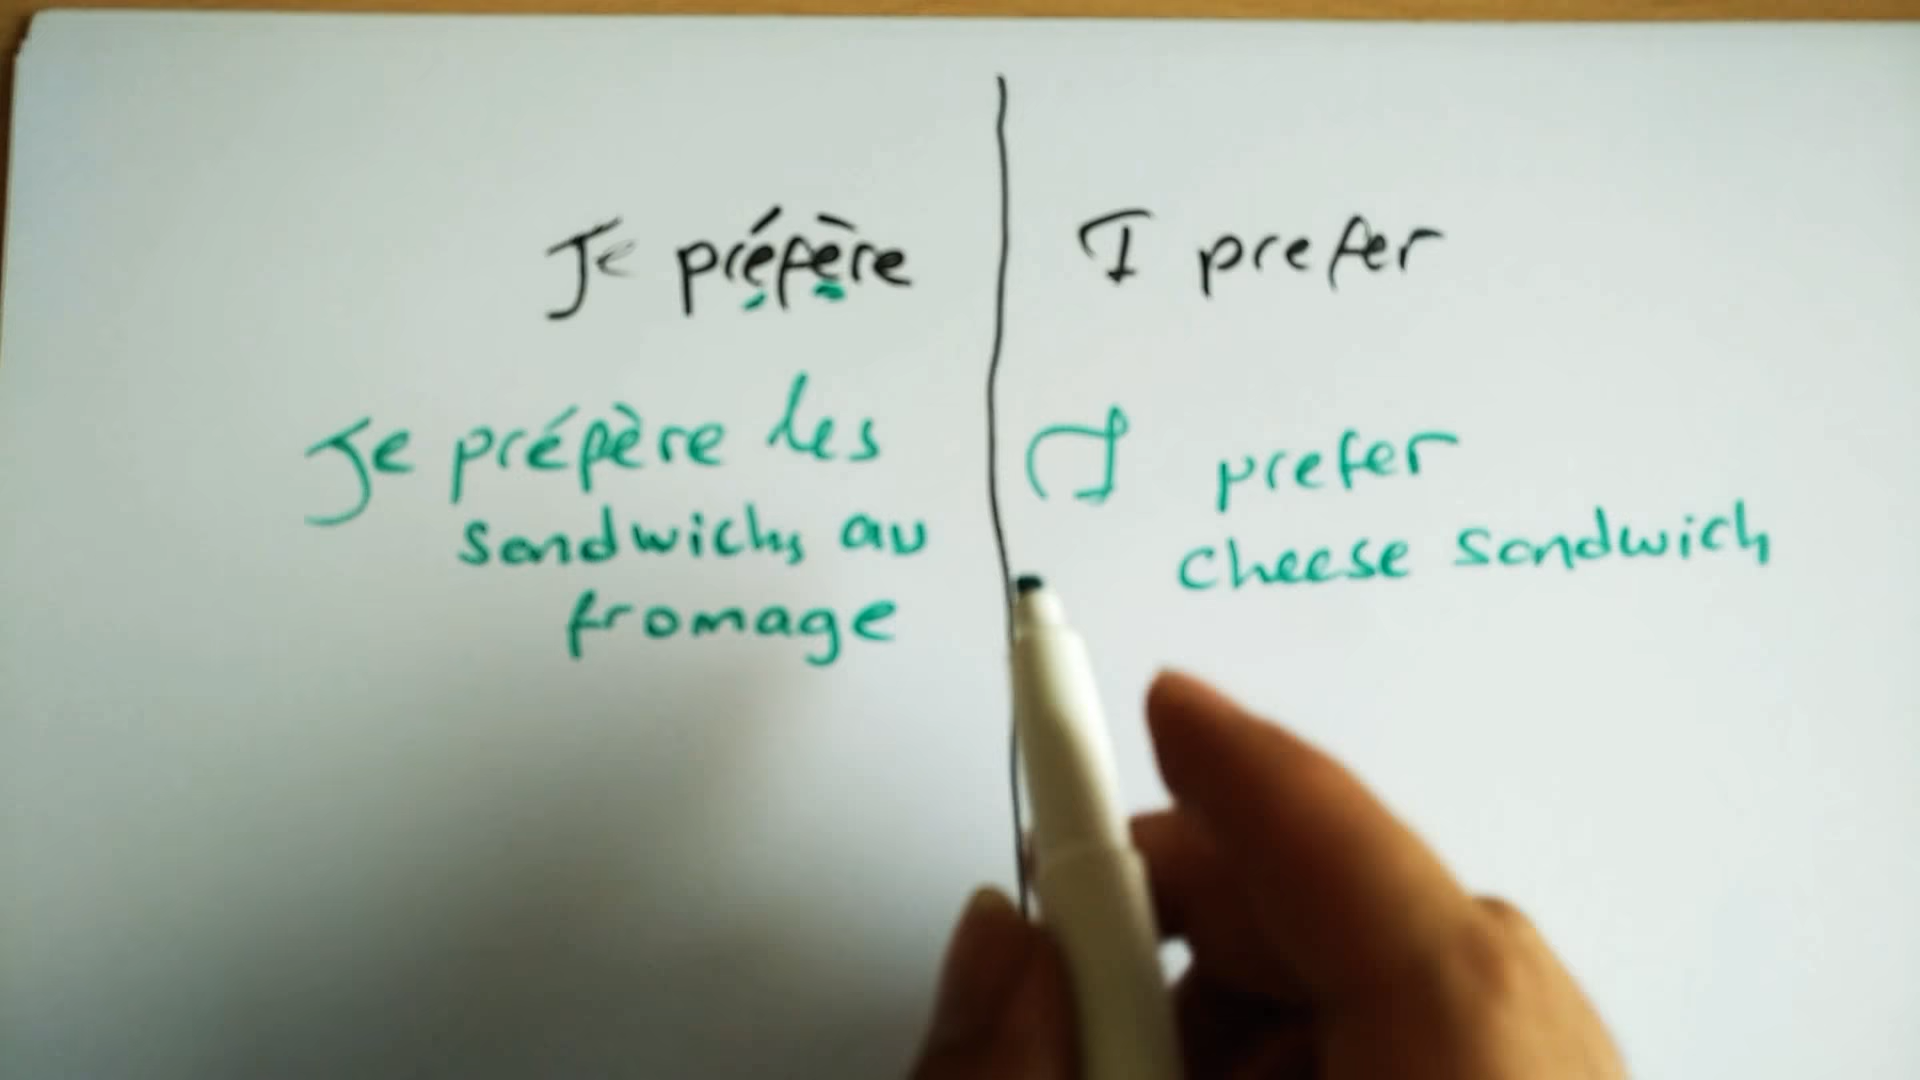 Je préfère
I prefer
Je préfère les
sandwichs au
fromage
I prefer
cheese sandwich